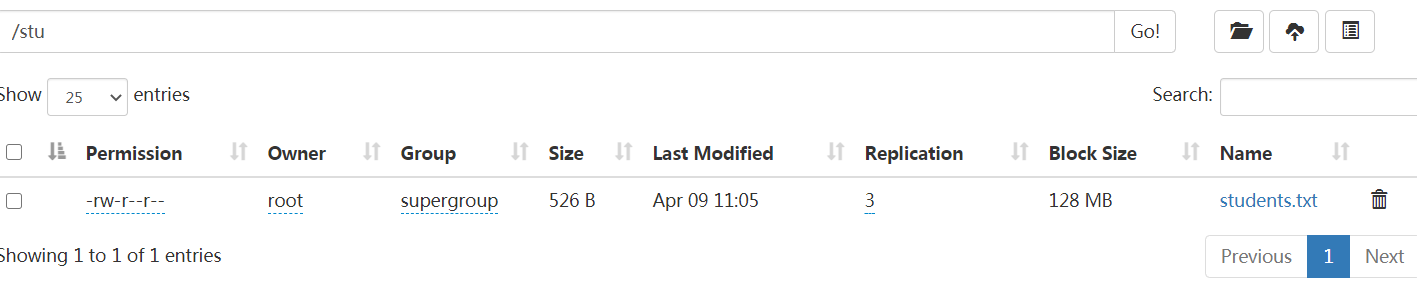 /stu Go!
Show 25 entries Search:
Permission Owner Group Size Last Modified Replication Block Size Name
-rw-r--r-- root supergroup 526 B Apr 09 11:05 3 128 MB students.txt
Showing 1 to 1 of 1 entries Previous 1 Next